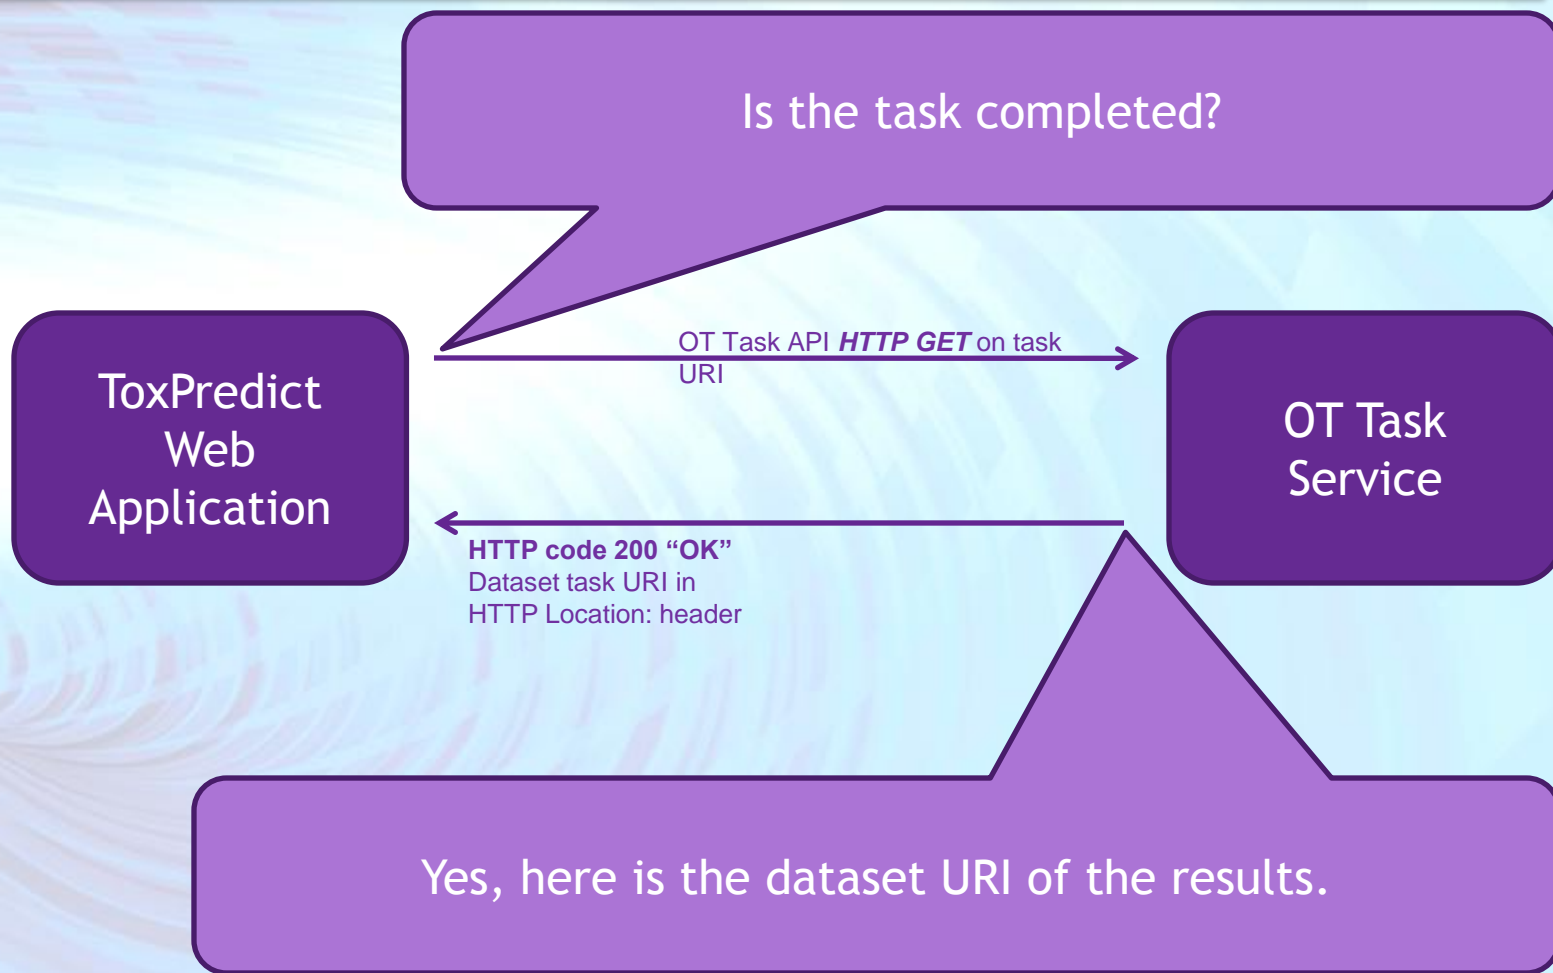 Is the task completed?
OT Task API HTTP GET on task
URI
ToxPredict
Web
Application
OT Task
Service
HTTP code 200 “OK”
Dataset task URI in
HTTP Location: header
Yes, here is the dataset URI of the results.